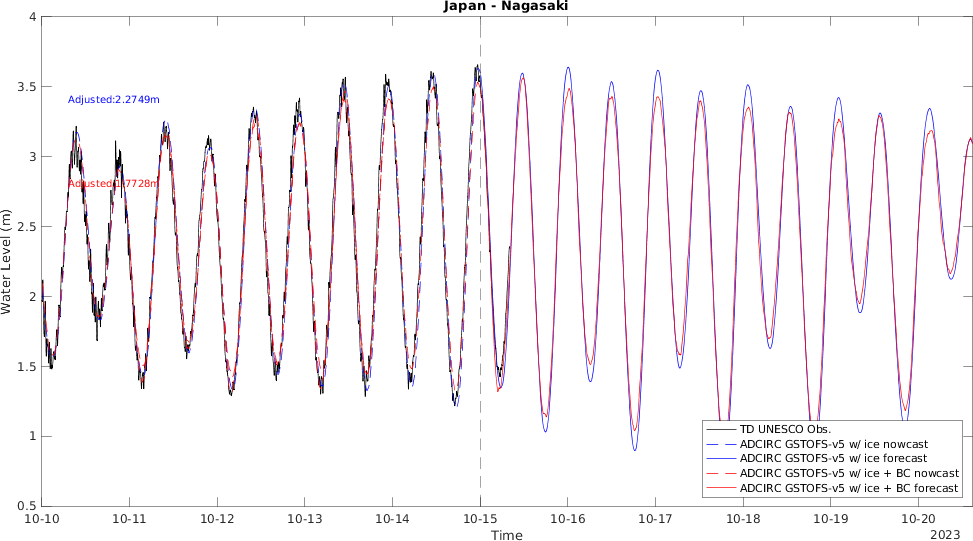 Japan - Nagasaki
4
3.5
3
2.5
2
1.5
1
0.5
Water Level (m)
Adjusted:2.2749m
Adjusted:1.7728m
TD UNESCO Obs.
ADCIRC GSTOFS-v5 w/ ice nowcast
ADCIRC GSTOFS-v5 w/ ice forecast
ADCIRC GSTOFS-v5 w/ ice + BC nowcast
ADCIRC GSTOFS-v5 w/ ice + BC forecast
10-10 10-11 10-12 10-13 10-14 10-15 10-16 10-17 10-18 10-19 10-20
Time
2023